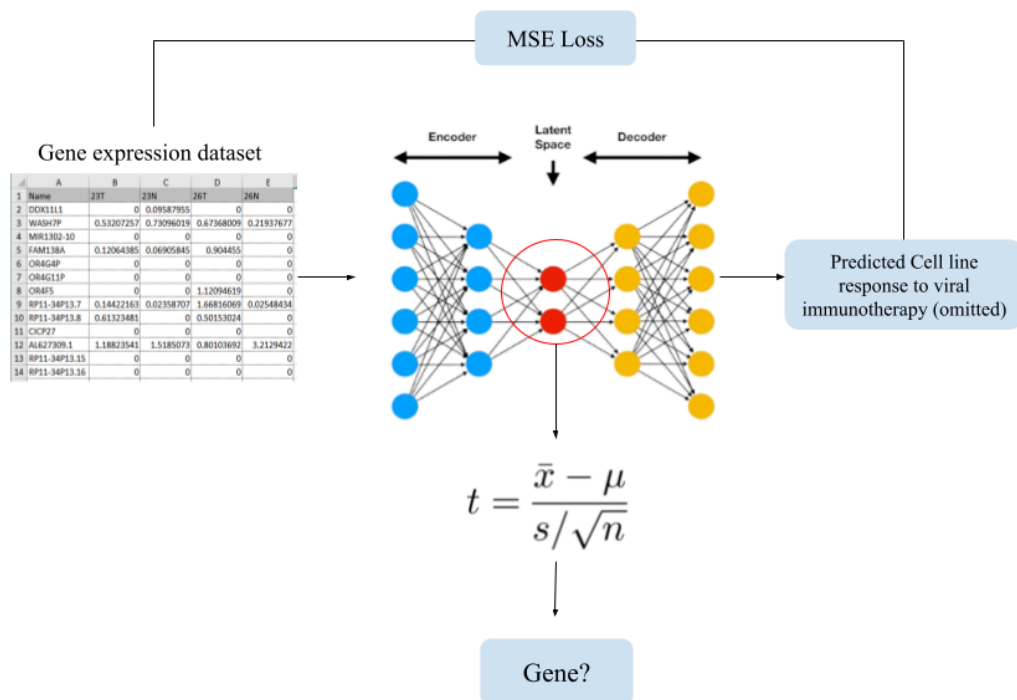 MSE Loss
Gene expression dataset
A B C D E
1 Name 23T 23N 26T 26N
2 DDX11L1 0 0.09587955 0 0
3 WASH7P 0.53207257 0.73096019 0.67368009 0.21937677
4 MIR1302-10 0 0 0 0
5 FAM138A 0.12064385 0.06905845 0.904455 0
6 OR4G4P 0 0 0 0
7 OR4G11P 0 0 0 0
8 OR4F5 0 0 1.12094619 0
9 RP11-34P13.7 0.14422163 0.02358707 1.66816069 0.02548434
10 RP11-34P13.8 0.61323481 0 0.50153024 0
11 CICP27 0 0 0 0
12 AL627309.1 1.18823541 1.5185073 0.80103692 3.2129422
13 RP11-34P13.15 0 0 0 0
14 RP11-34P13.16 0 0 0 0
Encoder
Latent
Space
Decoder
Predicted Cell line
response to viral
immunotherapy (omitted)
t = x̄ − μ / s/√n
Gene?